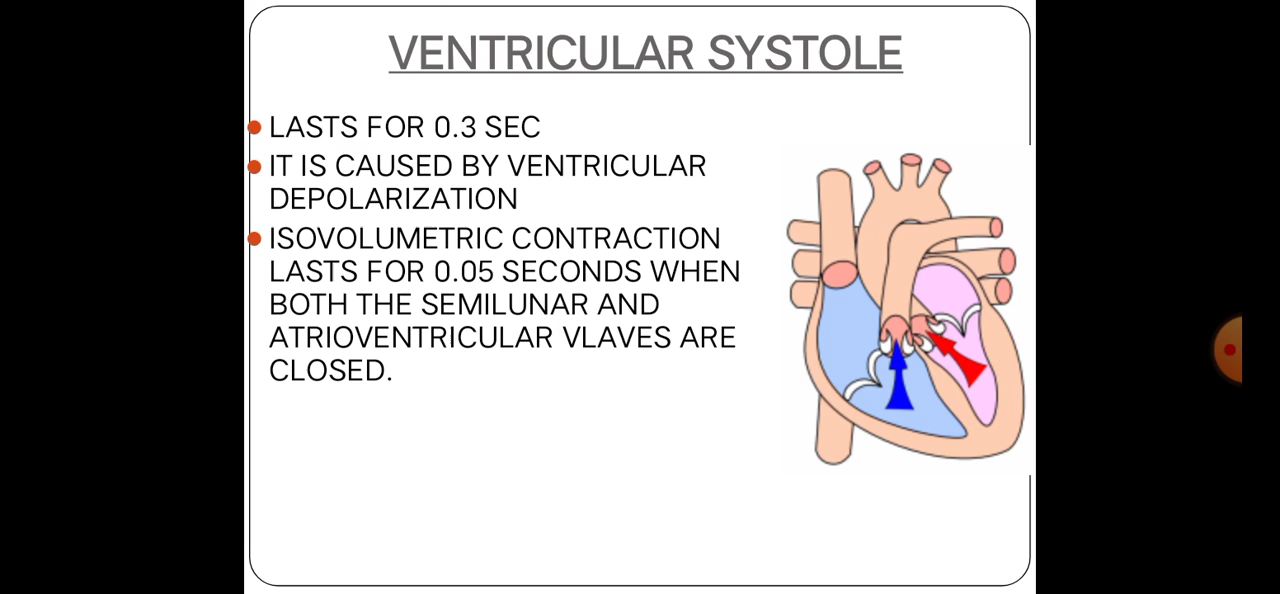 VENTRICULAR SYSTOLE
LASTS FOR 0.3 SEC
IT IS CAUSED BY VENTRICULAR
DEPOLARIZATION
ISOVOLUMETRIC CONTRACTION
LASTS FOR 0.05 SECONDS WHEN
BOTH THE SEMILUNAR AND
ATRIOVENTRICULAR VLAVES ARE
CLOSED.